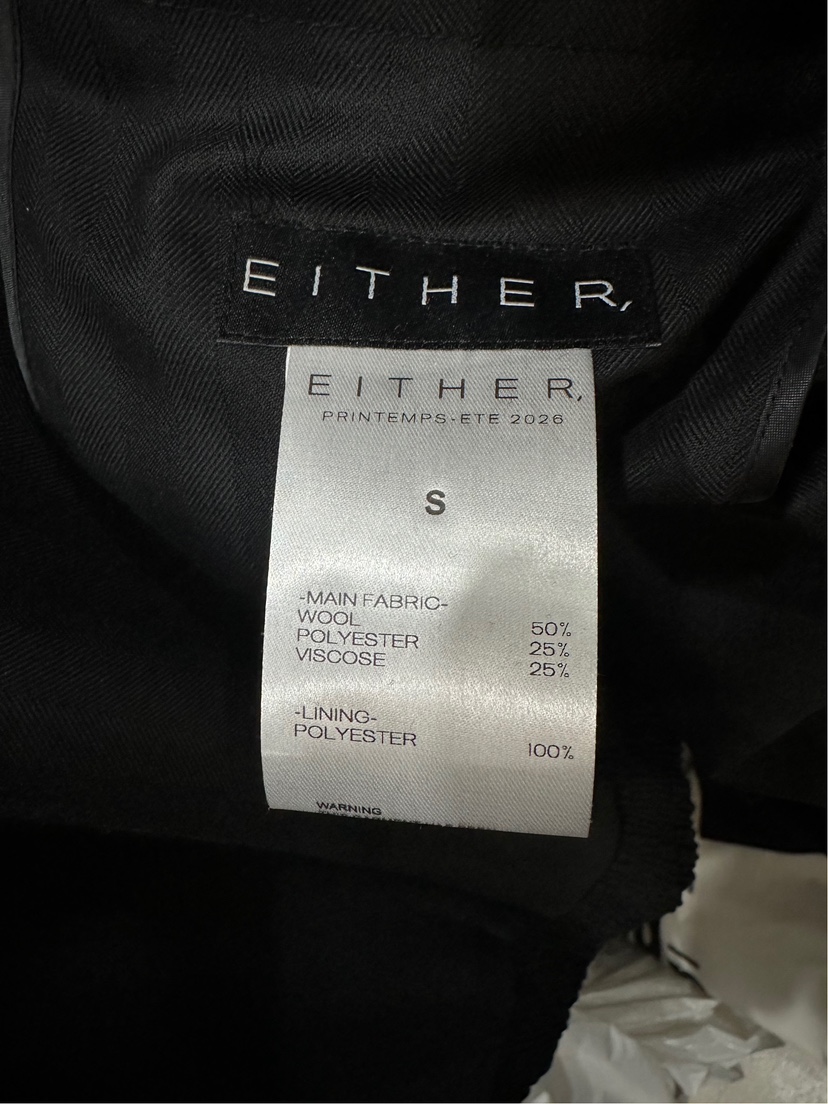 EITHER,
EITHER,
PRINTEMPS-ETE 2026
S
-MAIN FABRIC-
WOOL 50%
POLYESTER 25%
VISCOSE 25%
-LINING-
POLYESTER 100%
WARNING